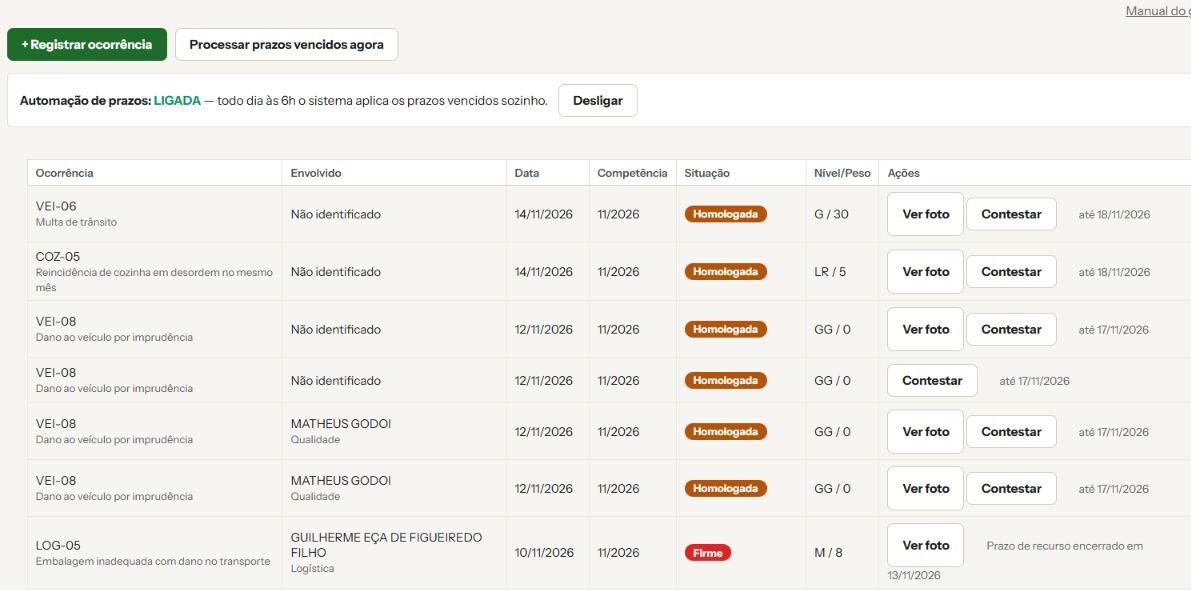 Manual do
+ Registrar ocorrência
Processar prazos vencidos agora
Automação de prazos: LIGADA — todo dia às 6h o sistema aplica os prazos vencidos sozinho.
Desligar
Ocorrência Envolvido Data Competência Situação Nível/Peso Ações
VEI-06
Multa de trânsito
Não identificado 14/11/2026 11/2026 Homologada G / 30 Ver foto Contestar até 18/11/2026
COZ-05
Reincidência de cozinha em desordem no mesmo
mês
Não identificado 14/11/2026 11/2026 Homologada LR / 5 Ver foto Contestar até 18/11/2026
VEI-08
Dano ao veículo por imprudência
Não identificado 12/11/2026 11/2026 Homologada GG / 0 Ver foto Contestar até 17/11/2026
VEI-08
Dano ao veículo por imprudência
Não identificado 12/11/2026 11/2026 Homologada GG / 0 Contestar até 17/11/2026
VEI-08
Dano ao veículo por imprudência
MATHEUS GODOI
Qualidade
12/11/2026 11/2026 Homologada GG / 0 Ver foto Contestar até 17/11/2026
VEI-08
Dano ao veículo por imprudência
MATHEUS GODOI
Qualidade
12/11/2026 11/2026 Homologada GG / 0 Ver foto Contestar até 17/11/2026
LOG-05
Embalagem inadequada com dano no transporte
GUILHERME EÇA DE FIGUEIREDO
FILHO
Logística
10/11/2026 11/2026 Firme M / 8 Ver foto Prazo de recurso encerrado em
13/11/2026